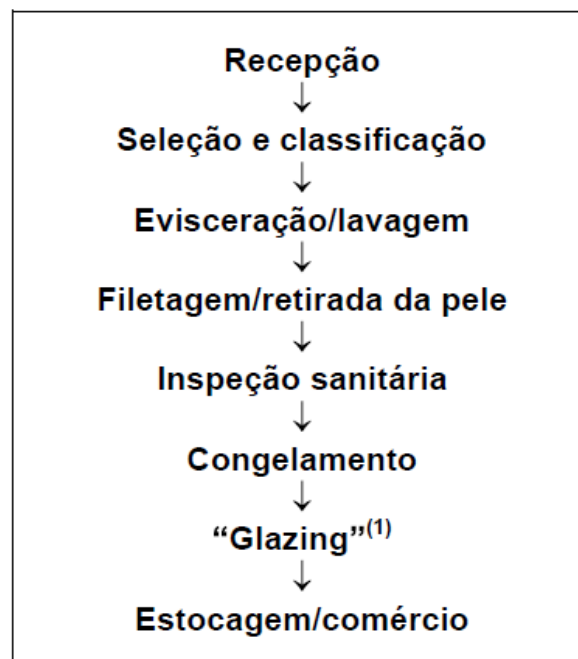 Recepção
↓
Seleção e classificação
↓
Evisceração/lavagem
↓
Filetagem/retirada da pele
↓
Inspeção sanitária
↓
Congelamento
↓
“Glazing”⁽¹⁾
↓
Estocagem/comércio